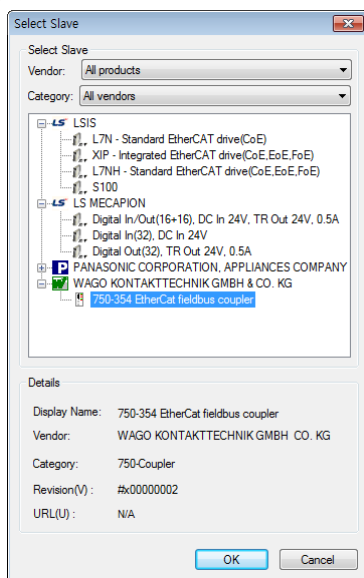 Select Slave
Select Slave
Vendor: All products
Category: All vendors
LS LSIS
L7N - Standard EtherCAT drive(CoE)
XIP - Integrated EtherCAT drive(CoE,EoE,FoE)
L7NH - Standard EtherCAT drive(CoE,EoE,FoE)
S100
LS LS MECAPION
Digital In/Out(16+16), DC In 24V, TR Out 24V, 0.5A
Digital In(32), DC In 24V
Digital Out(32), TR Out 24V, 0.5A
P PANASONIC CORPORATION, APPLIANCES COMPANY
W WAGO KONTAKTTECHNIK GMBH & CO. KG
750-354 EtherCat fieldbus coupler
Details
Display Name: 750-354 EtherCat fieldbus coupler
Vendor: WAGO KONTAKTTECHNIK GMBH CO. KG
Category: 750-Coupler
Revision(V) : #x00000002
URL(U) : N/A
OK Cancel